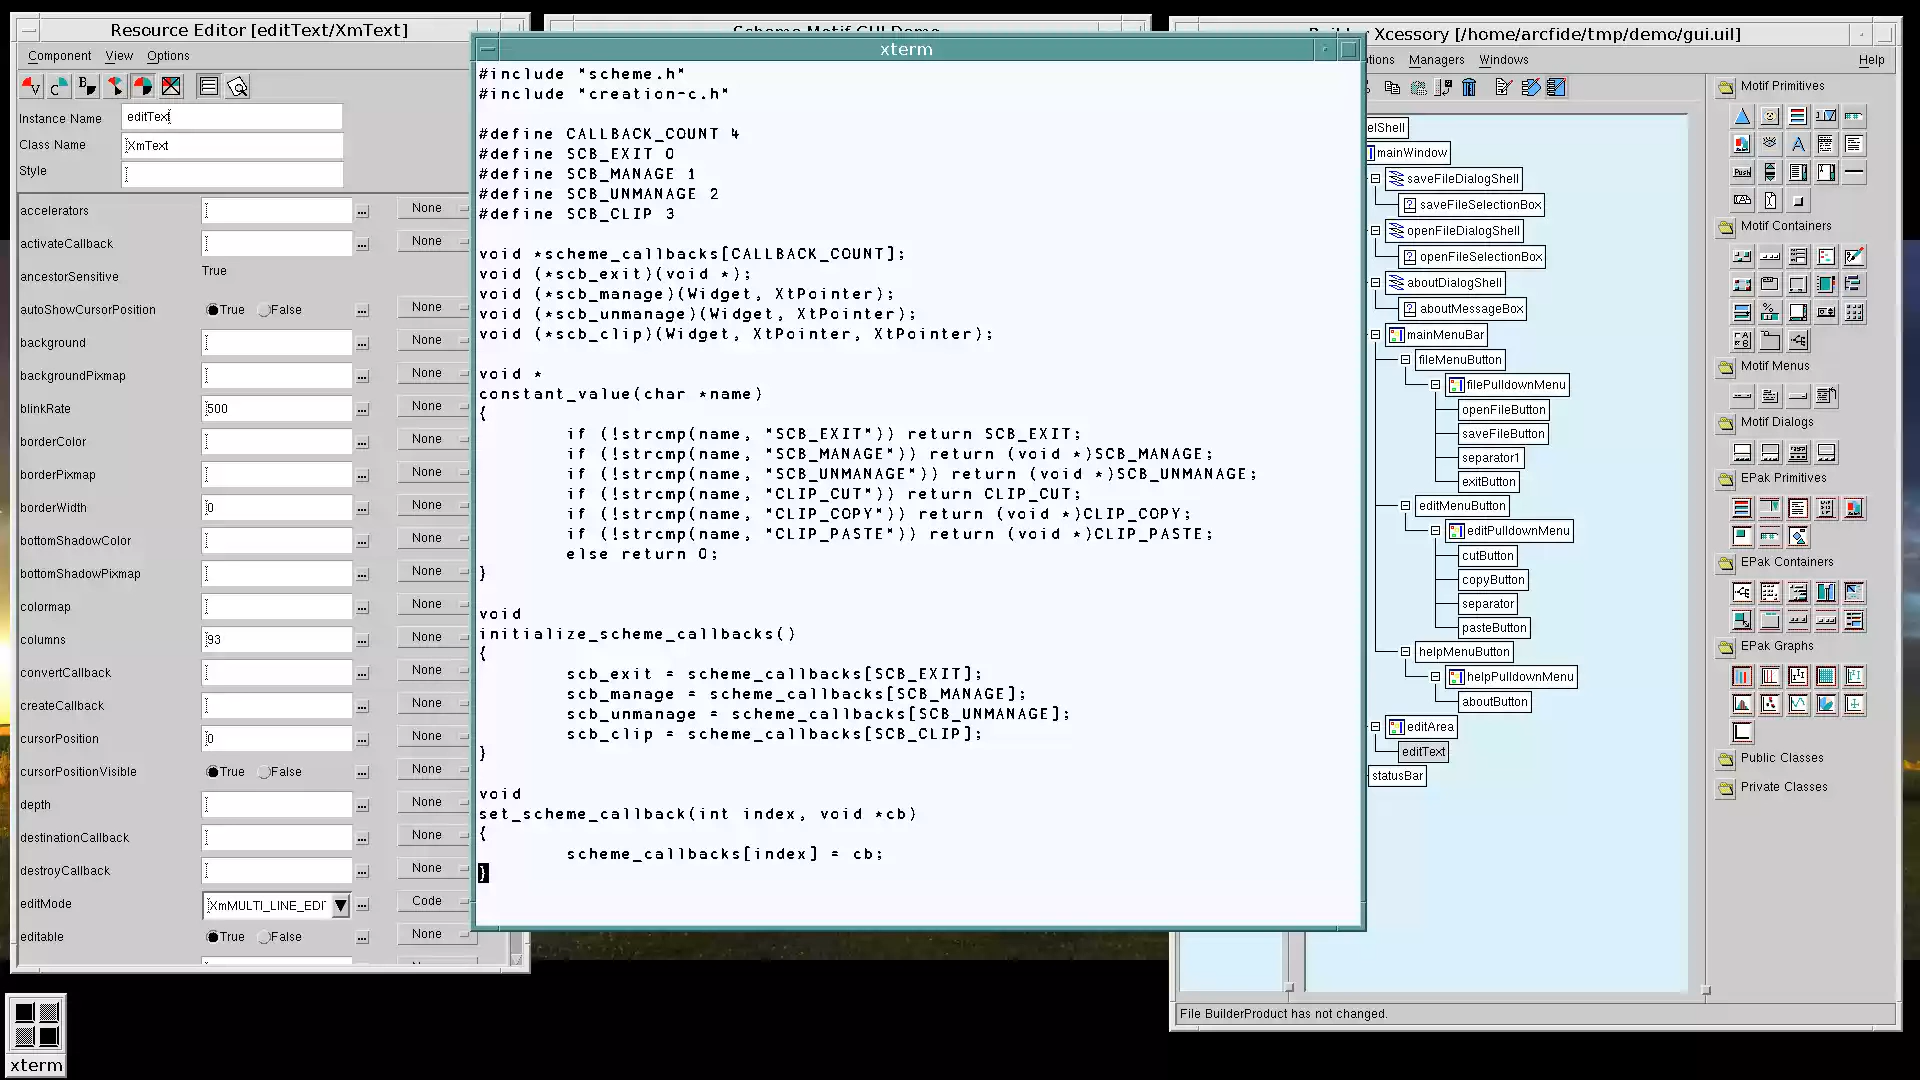 Resource Editor [editText/XmText]
Component View Options
Instance Name editText
Class Name XmText
Style
accelerators ... None
activateCallback ... None
ancestorSensitive True
autoShowCursorPosition True False ... None
background ... None
backgroundPixmap ... None
blinkRate 500 ... None
borderColor ... None
borderPixmap ... None
borderWidth 0 ... None
bottomShadowColor ... None
bottomShadowPixmap ... None
colormap ... None
columns 93 ... None
convertCallback ... None
createCallback ... None
cursorPosition 0 ... None
cursorPositionVisible True False ... None
depth ... None
destinationCallback ... None
destroyCallback ... None
editMode XmMULTI_LINE_EDIT ... Code
editable True False ... None
xterm
Scheme Motif GUI Demo
xterm
#include "scheme.h"
#include "creation-c.h"
#define CALLBACK_COUNT 4
#define SCB_EXIT 0
#define SCB_MANAGE 1
#define SCB_UNMANAGE 2
#define SCB_CLIP 3
void *scheme_callbacks[CALLBACK_COUNT];
void (*scb_exit)(void *);
void (*scb_manage)(Widget, XtPointer);
void (*scb_unmanage)(Widget, XtPointer);
void (*scb_clip)(Widget, XtPointer, XtPointer);
void *
constant_value(char *name)
{
if (!strcmp(name, "SCB_EXIT")) return SCB_EXIT;
if (!strcmp(name, "SCB_MANAGE")) return (void *)SCB_MANAGE;
if (!strcmp(name, "SCB_UNMANAGE")) return (void *)SCB_UNMANAGE;
if (!strcmp(name, "CLIP_CUT")) return CLIP_CUT;
if (!strcmp(name, "CLIP_COPY")) return (void *)CLIP_COPY;
if (!strcmp(name, "CLIP_PASTE")) return (void *)CLIP_PASTE;
else return 0;
}
void
initialize_scheme_callbacks()
{
scb_exit = scheme_callbacks[SCB_EXIT];
scb_manage = scheme_callbacks[SCB_MANAGE];
scb_unmanage = scheme_callbacks[SCB_UNMANAGE];
scb_clip = scheme_callbacks[SCB_CLIP];
}
void
set_scheme_callback(int index, void *cb)
{
scheme_callbacks[index] = cb;
}
Xcessory [/home/arcfide/tmp/demo/gui.uil]
tions Managers Windows Help
elShell
mainWindow
saveFileDialogShell
saveFileSelectionBox
openFileDialogShell
openFileSelectionBox
aboutDialogShell
aboutMessageBox
mainMenuBar
fileMenuButton
filePulldownMenu
openFileButton
saveFileButton
separator1
exitButton
editMenuButton
editPulldownMenu
cutButton
copyButton
separator
pasteButton
helpMenuButton
helpPulldownMenu
aboutButton
editArea
editText
statusBar
Motif Primitives
Push
Motif Containers
Motif Menus
Motif Dialogs
EPak Primitives
EPak Containers
EPak Graphs
Public Classes
Private Classes
File BuilderProduct has not changed.